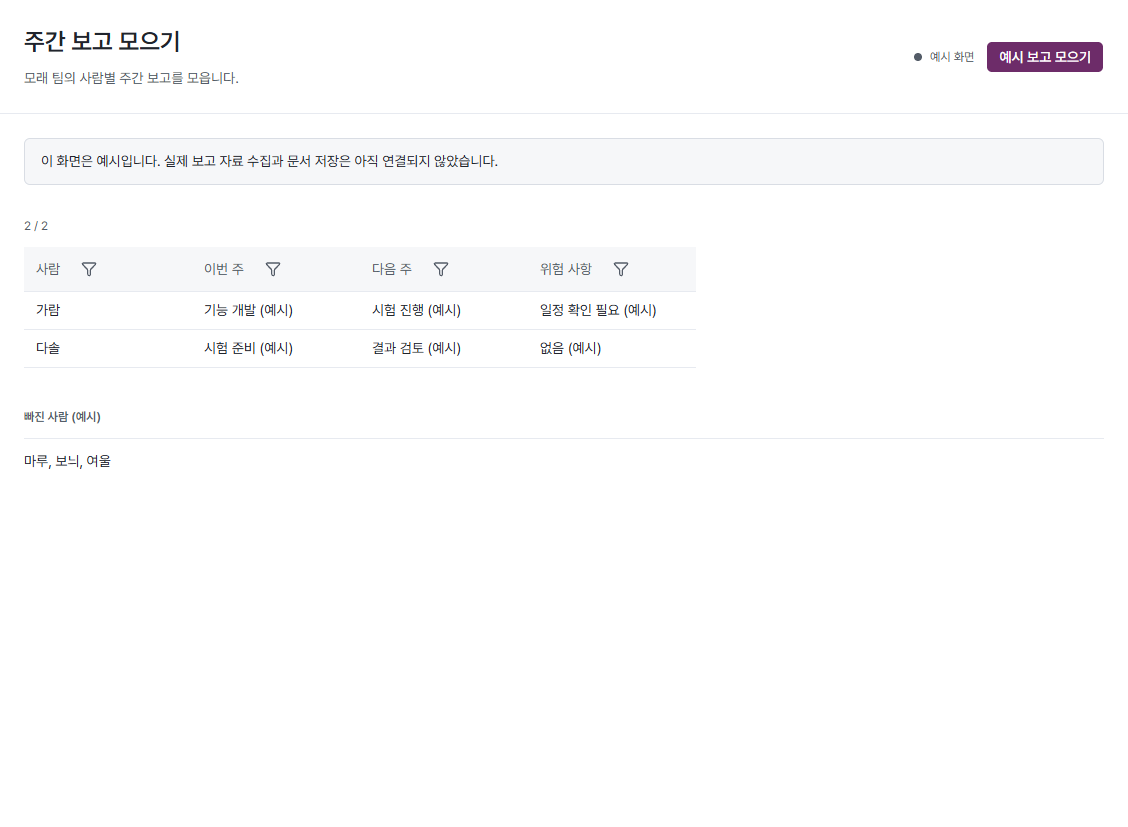 주간 보고 모으기
모래 팀의 사람별 주간 보고를 모읍니다.
예시 화면
예시 보고 모으기
이 화면은 예시입니다. 실제 보고 자료 수집과 문서 저장은 아직 연결되지 않았습니다.
2 / 2
사람 이번 주 다음 주 위험 사항
가람 기능 개발 (예시) 시험 진행 (예시) 일정 확인 필요 (예시)
다솔 시험 준비 (예시) 결과 검토 (예시) 없음 (예시)
빠진 사람 (예시)
마루, 보늬, 여울